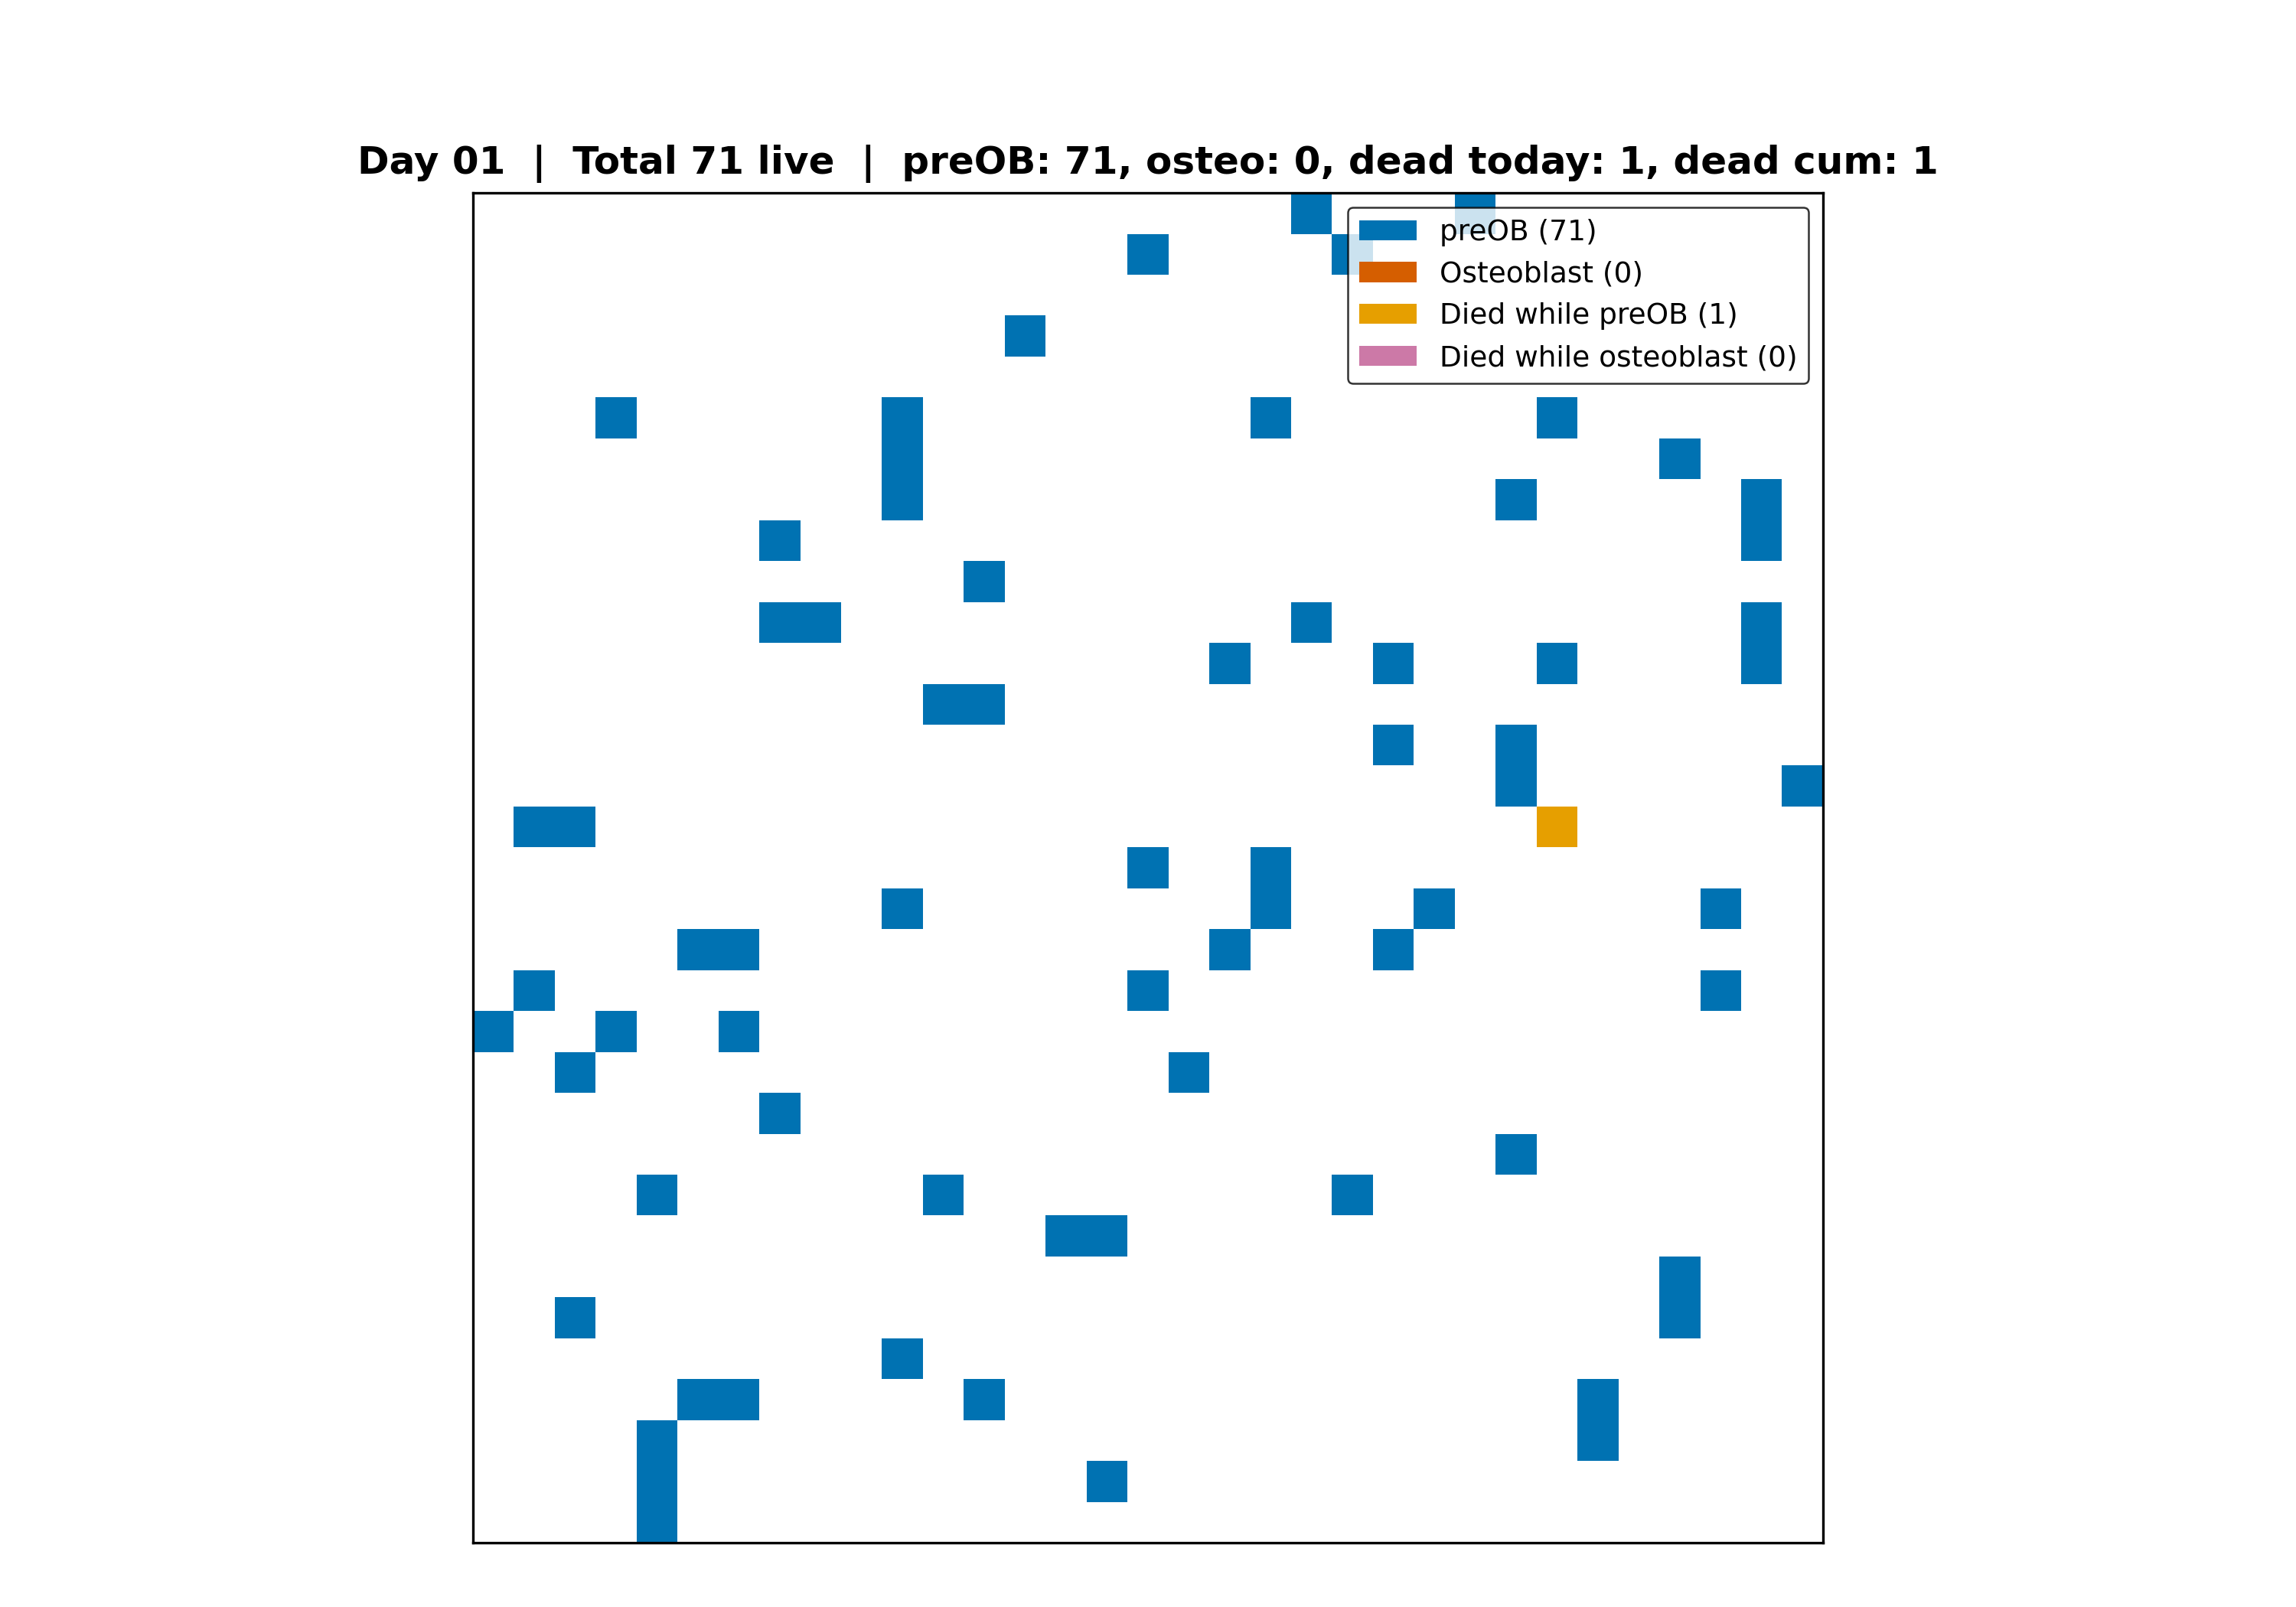 Day 01 | Total 71 live | preOB: 71, osteo: 0, dead today: 1, dead cum: 1
preOB (71)
Osteoblast (0)
Died while preOB (1)
Died while osteoblast (0)